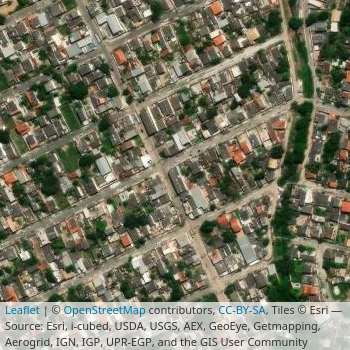 Leaflet | © OpenStreetMap contributors, CC-BY-SA, Tiles © Esri —
Source: Esri, i-cubed, USDA, USGS, AEX, GeoEye, Getmapping,
Aerogrid, IGN, IGP, UPR-EGP, and the GIS User Community